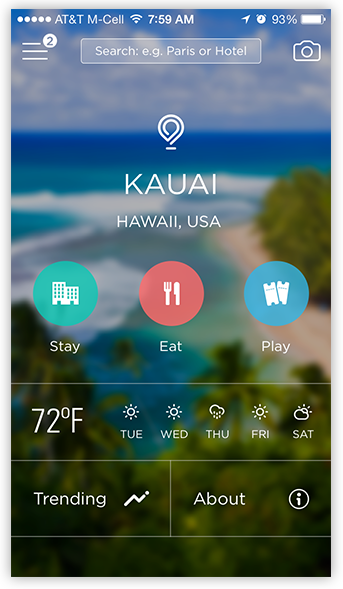 AT&T M-Cell 7:59 AM 93%
2
Search: e.g. Paris or Hotel
KAUAI
HAWAII, USA
Stay Eat Play
72°F
TUE WED THU FRI SAT
Trending About